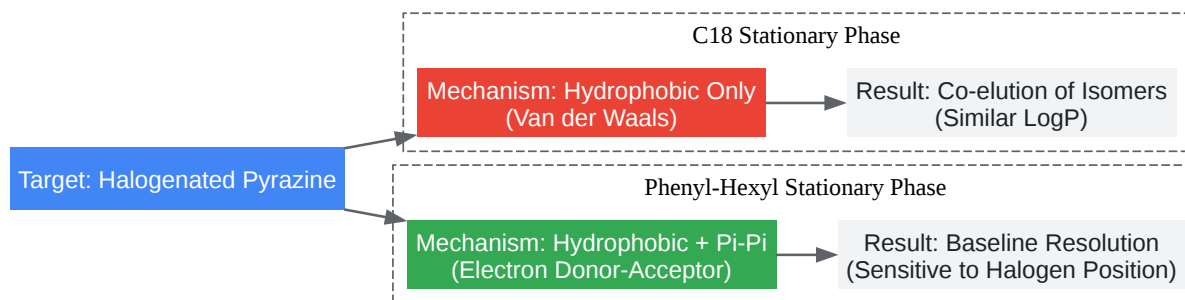 C18 Stationary Phase
Mechanism: Hydrophobic Only
(Van der Waals)
Result: Co-elution of Isomers
(Similar LogP)
Target: Halogenated Pyrazine
Phenyl-Hexyl Stationary Phase
Mechanism: Hydrophobic + Pi-Pi
(Electron Donor-Acceptor)
Result: Baseline Resolution
(Sensitive to Halogen Position)